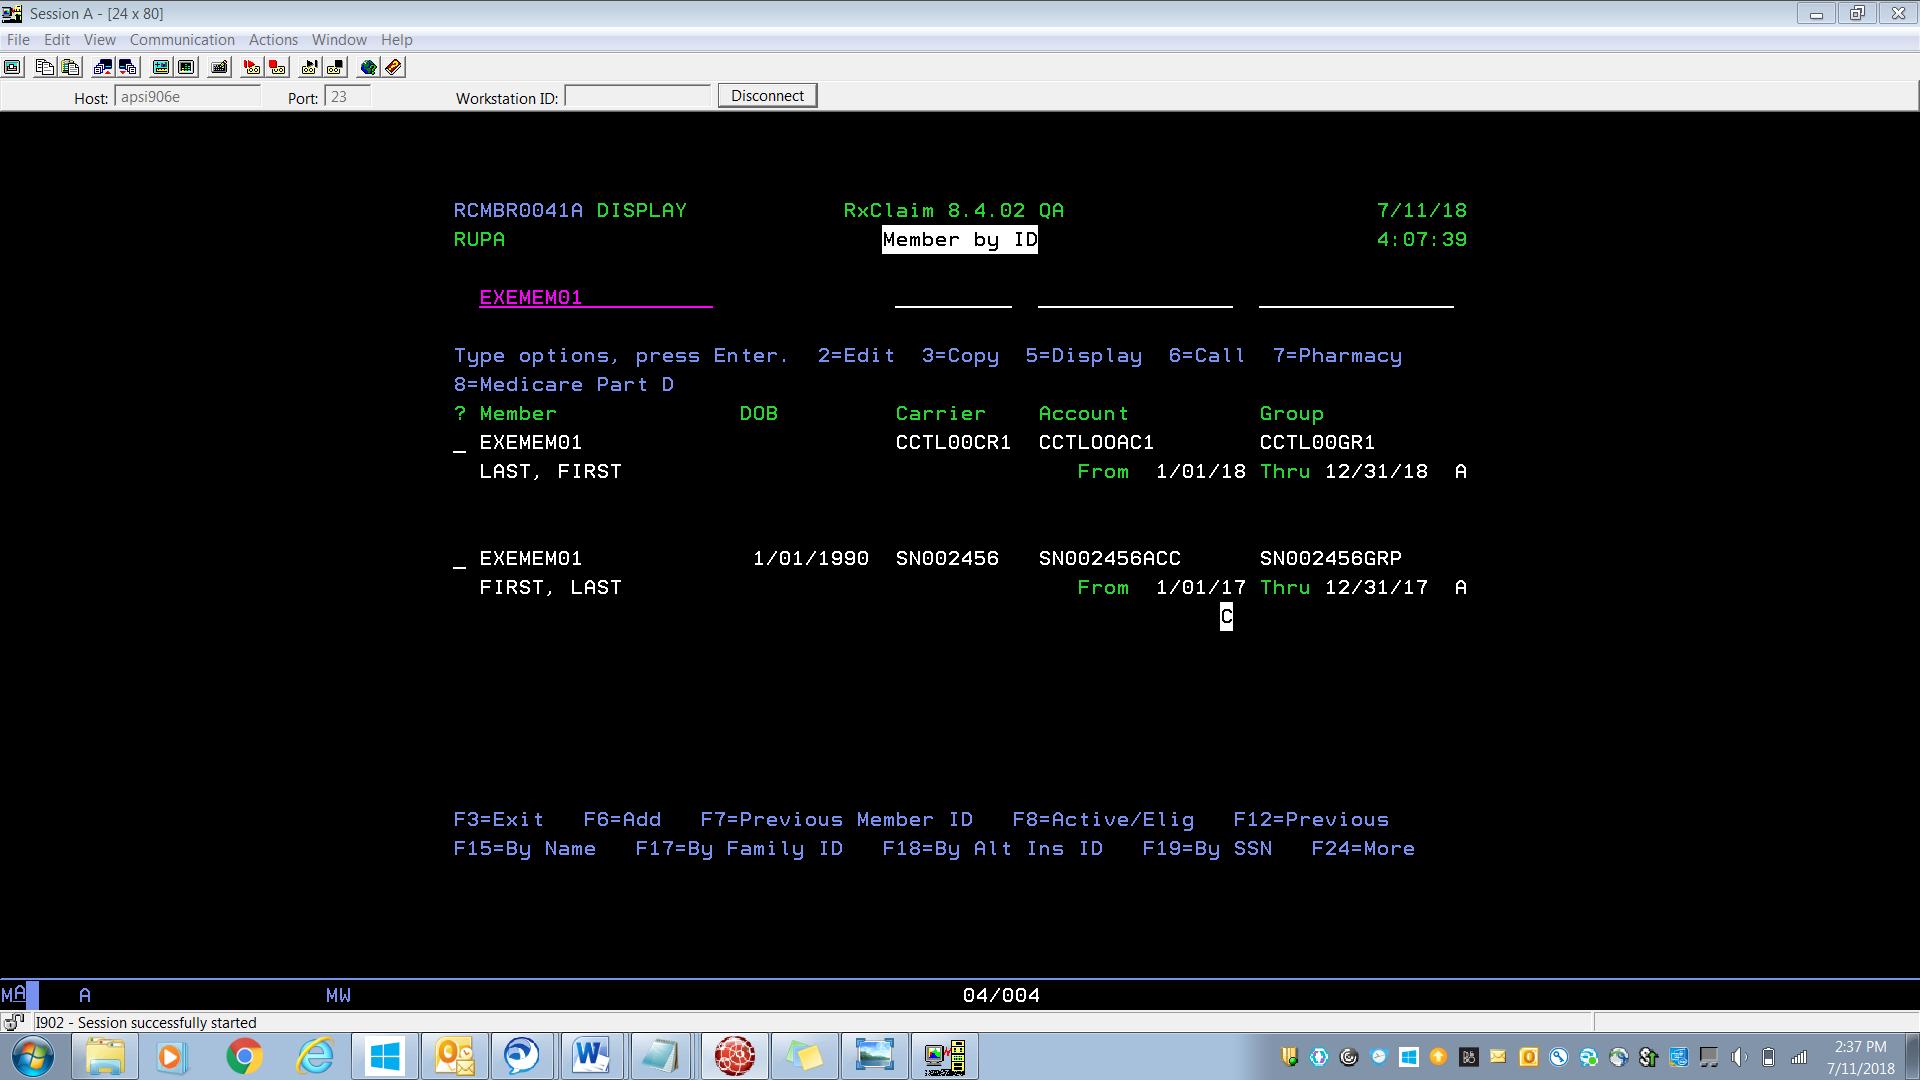 Session A - [24 x 80]
File Edit View Communication Actions Window Help
Host: apsi906e Port: 23 Workstation ID: Disconnect
RCMBR0041A DISPLAY RxClaim 8.4.02 QA 7/11/18
RUPA Member by ID 4:07:39
EXEMEM01
Type options, press Enter. 2=Edit 3=Copy 5=Display 6=Call 7=Pharmacy
8=Medicare Part D
? Member DOB Carrier Account Group
_ EXEMEM01 CCTL00CR1 CCTL00AC1 CCTL00GR1
LAST, FIRST From 1/01/18 Thru 12/31/18 A
_ EXEMEM01 1/01/1990 SN002456 SN002456ACC SN002456GRP
FIRST, LAST From 1/01/17 Thru 12/31/17 A
C
F3=Exit F6=Add F7=Previous Member ID F8=Active/Elig F12=Previous
F15=By Name F17=By Family ID F18=By Alt Ins ID F19=By SSN F24=More
MA A MW 04/004
I902 - Session successfully started
2:37 PM
7/11/2018